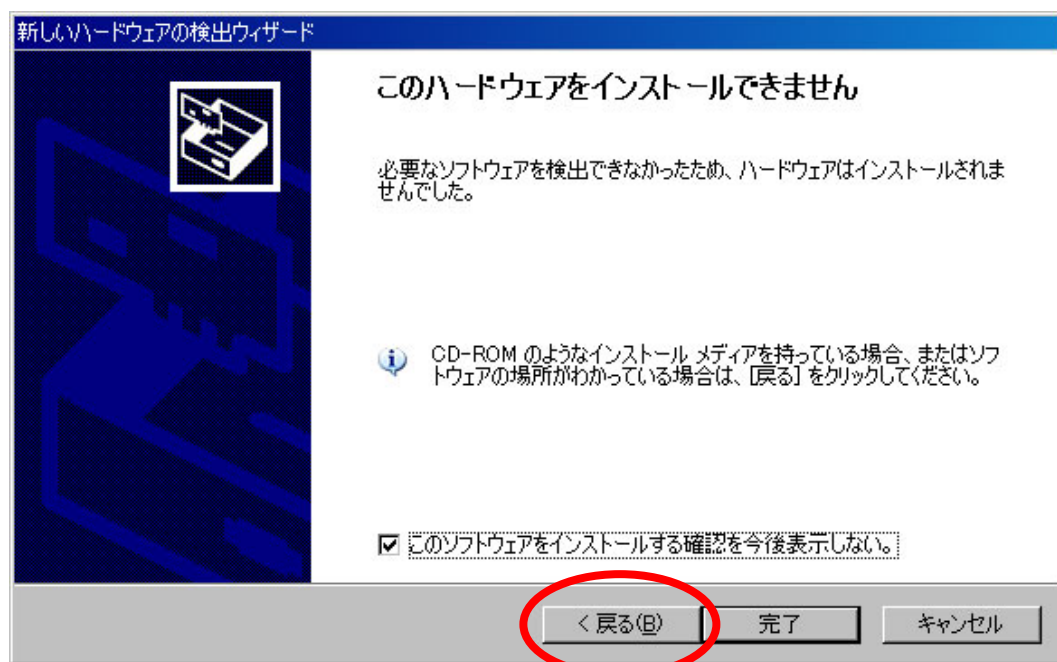 新しいハードウェアの検出ウィザード
このハードウェアをインストールできません
必要なソフトウェアを検出できなかったため、ハードウェアはインストールされま
せんでした。
CD-ROM のようなインストール メディアを持っている場合、またはソフ
トウェアの場所がわかっている場合は、[戻る] をクリックしてください。
このソフトウェアをインストールする確認を今後表示しない。
< 戻る(B)
完了
キャンセル